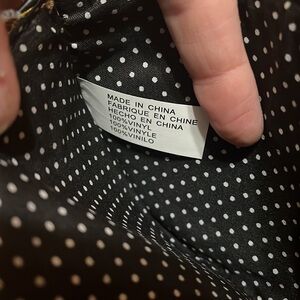 MADE IN CHINA
FABRIQUE EN CHINE
HECHO EN CHINA
100%VINYL
100%VINYLE
100%VINILO